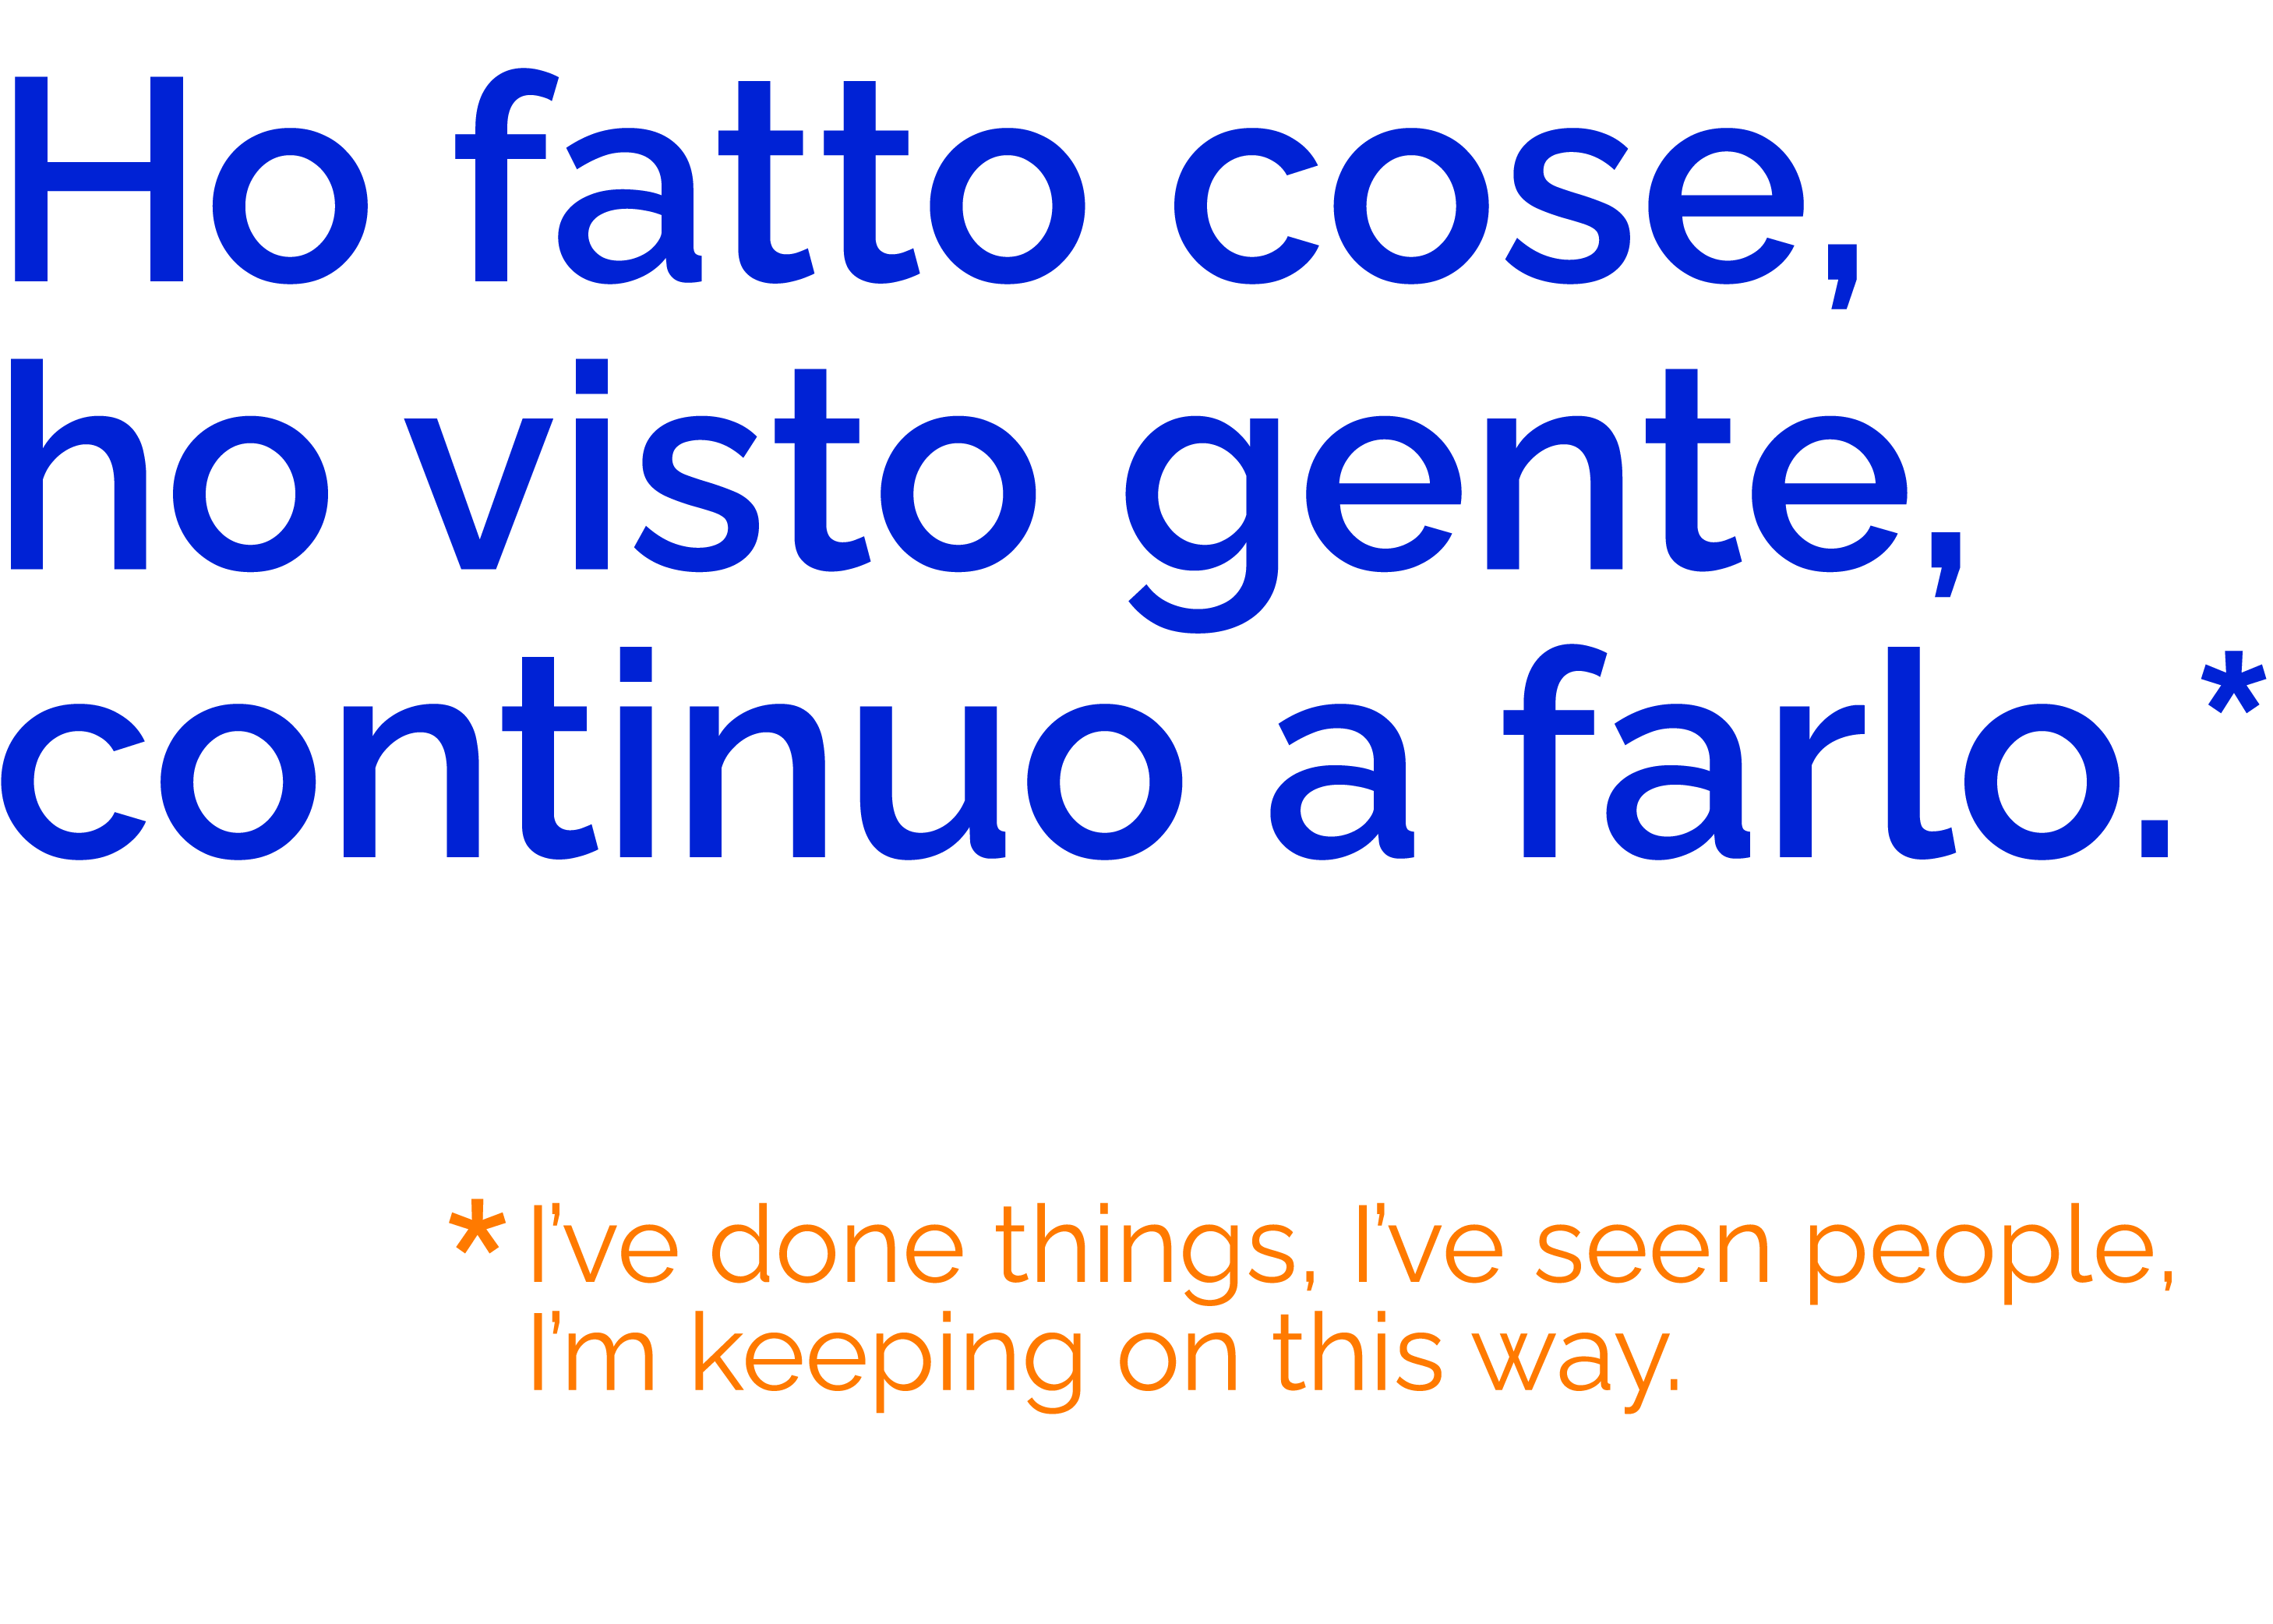 Ho fatto cose,
ho visto gente,
continuo a farlo.*
* I've done things, I've seen people,
I'm keeping on this way.